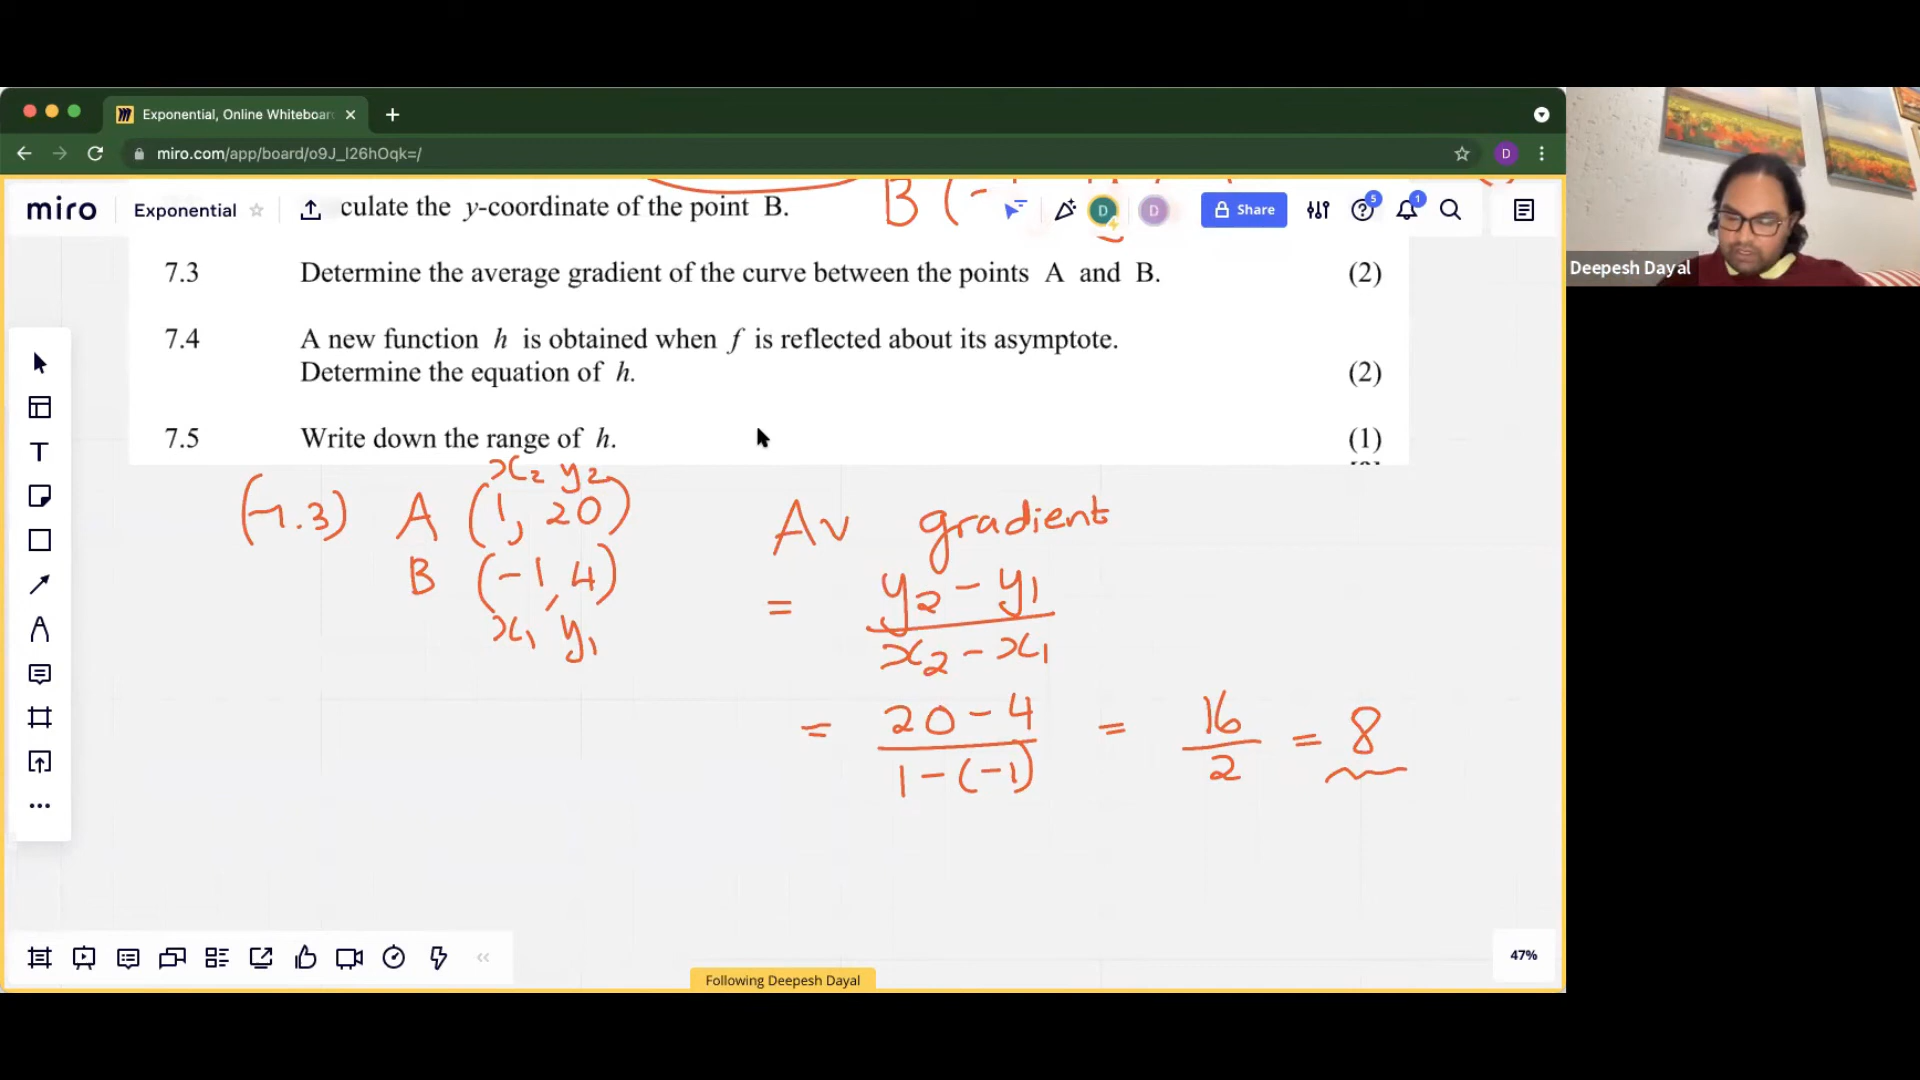 Exponential, Online Whiteboard
miro.com/app/board/o9J_l26hOqk=/
D
miro
Exponential
culate the y-coordinate of the point B.
B (-
D
D
Share
5
1
7.3 Determine the average gradient of the curve between the points A and B. (2)
7.4 A new function h is obtained when f is reflected about its asymptote.
Determine the equation of h. (2)
7.5 Write down the range of h. (1)
x₂ y₂
(7.3) A (1, 20)
B (-1, 4)
x₁ y₁
Av gradient
= y₂ - y₁
x₂ - x₁
= 20 - 4 = 16 = 8
1 - (-1) 2
47%
Following Deepesh Dayal
Deepesh Dayal